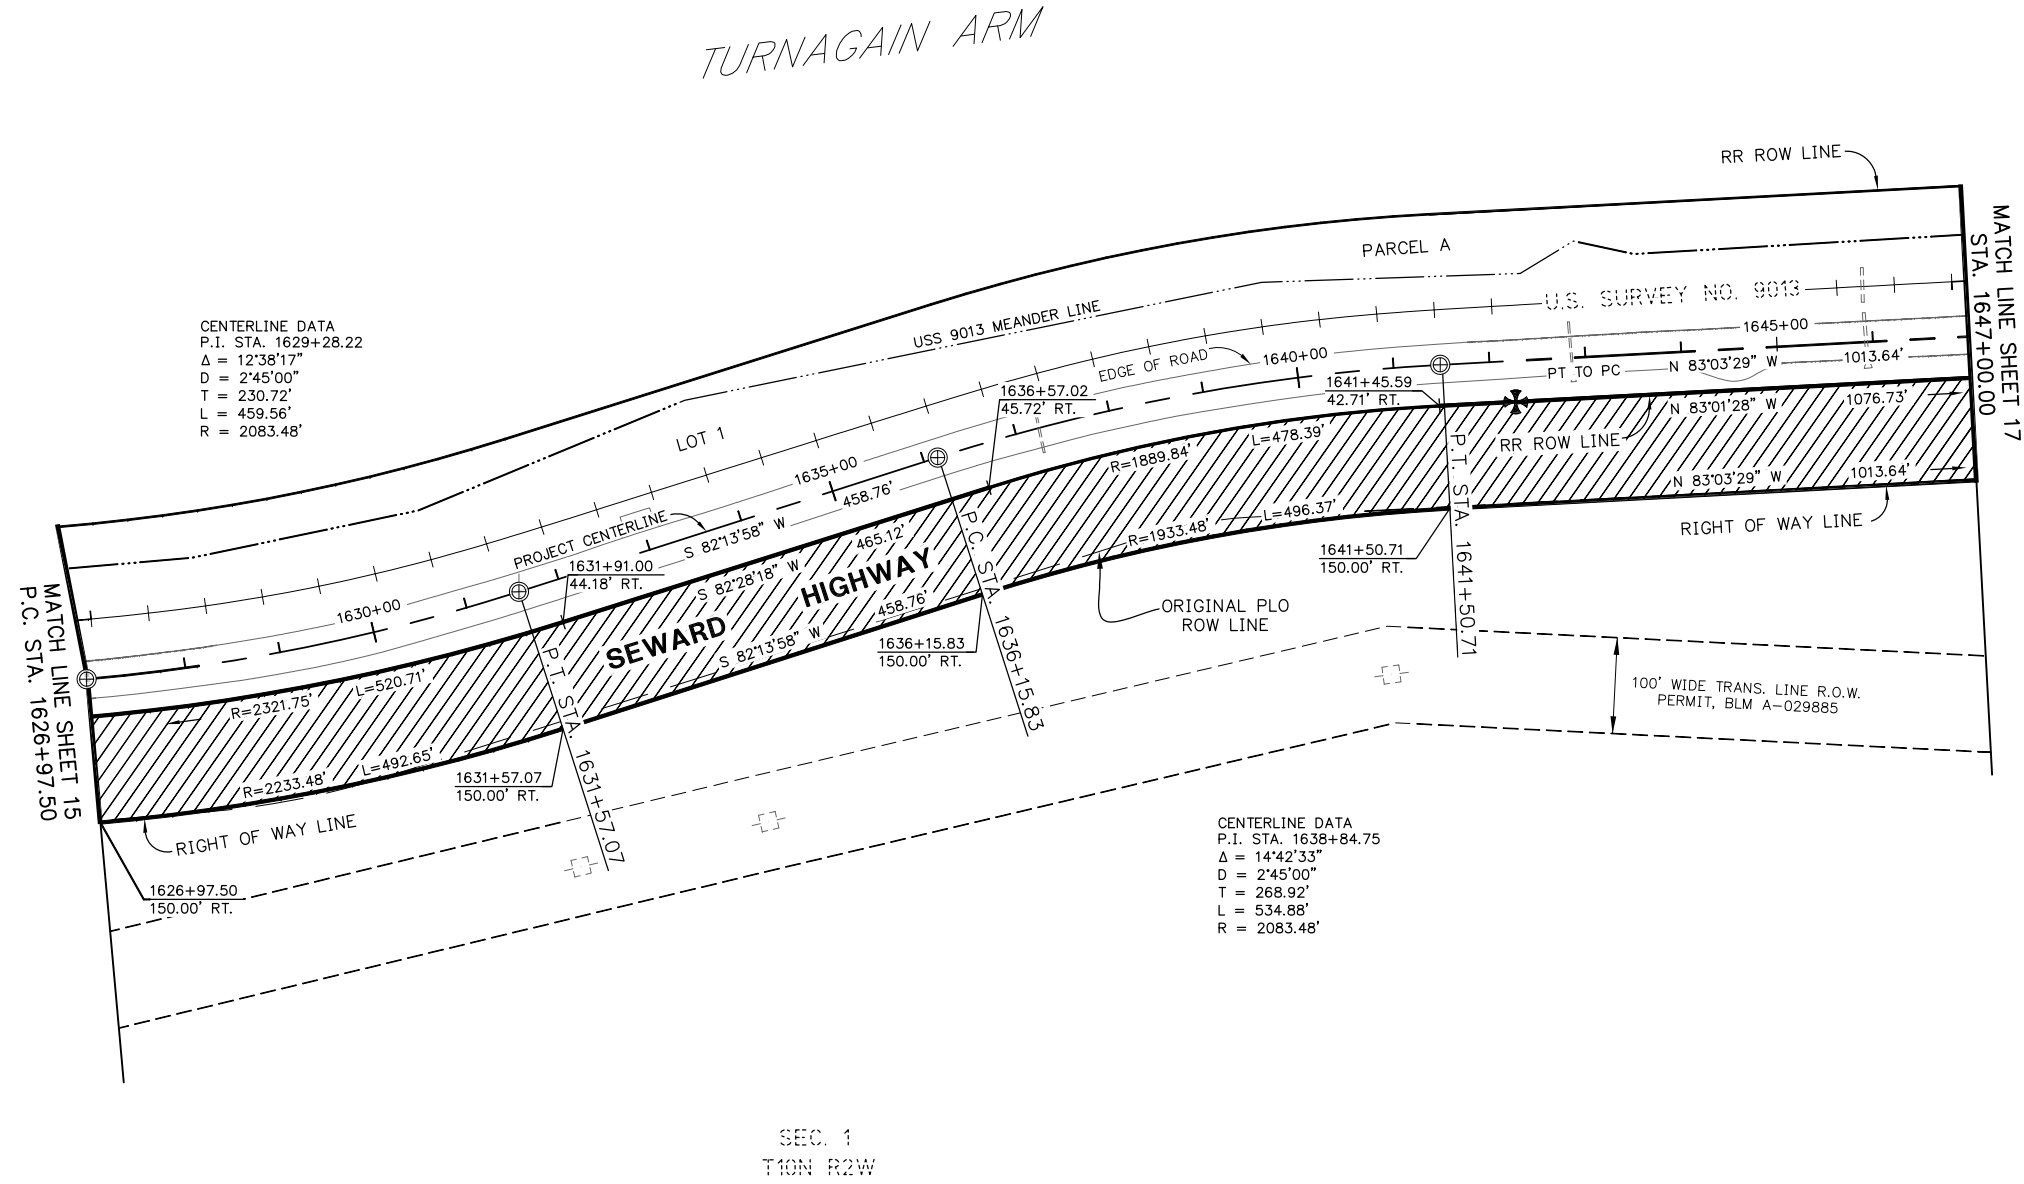 TURNAGAIN ARM
RR ROW LINE
MATCH LINE SHEET 17
STA. 1647+00.00
PARCEL A
U.S. SURVEY NO. 9013
USS 9013 MEANDER LINE
CENTERLINE DATA
P.I. STA. 1629+28.22
Δ = 12°38'17"
D = 2°45'00"
T = 230.72'
L = 459.56'
R = 2083.48'
LOT 1
EDGE OF ROAD
1640+00
1645+00
PT TO PC
N 83°03'29" W
1013.64'
1641+45.59
42.71' RT.
1636+57.02
45.72' RT.
N 83°01'28" W
1076.73'
RR ROW LINE
N 83°03'29" W
1013.64'
RIGHT OF WAY LINE
1635+00
458.76'
S 82°13'58" W
PROJECT CENTERLINE
L=478.39'
R=1889.84'
L=496.37'
R=1933.48'
P.T. STA. 1641+50.71
1641+50.71
150.00' RT.
465.12'
S 82°28'18" W
SEWARD HIGHWAY
458.76'
S 82°13'58" W
P.C. STA. 1636+15.83
1636+15.83
150.00' RT.
ORIGINAL PLO
ROW LINE
1631+91.00
44.18' RT.
1630+00
MATCH LINE SHEET 15
P.C. STA. 1626+97.50
R=2321.75'
L=520.71'
R=2233.48'
L=492.65'
P.T. STA. 1631+57.07
1631+57.07
150.00' RT.
RIGHT OF WAY LINE
1626+97.50
150.00' RT.
100' WIDE TRANS. LINE R.O.W.
PERMIT, BLM A-029885
CENTERLINE DATA
P.I. STA. 1638+84.75
Δ = 14°42'33"
D = 2°45'00"
T = 268.92'
L = 534.88'
R = 2083.48'
SEC. 1
T10N R2W